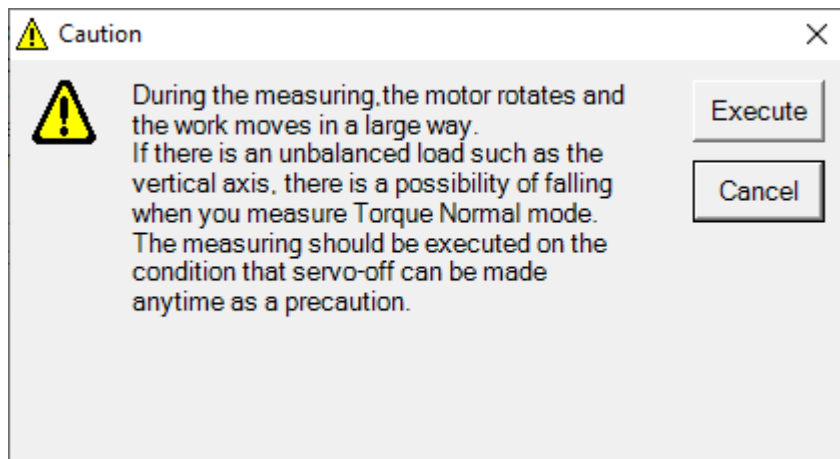 Caution
During the measuring,the motor rotates and
the work moves in a large way.
If there is an unbalanced load such as the
vertical axis, there is a possibility of falling
when you measure Torque Normal mode.
The measuring should be executed on the
condition that servo-off can be made
anytime as a precaution.
Execute
Cancel